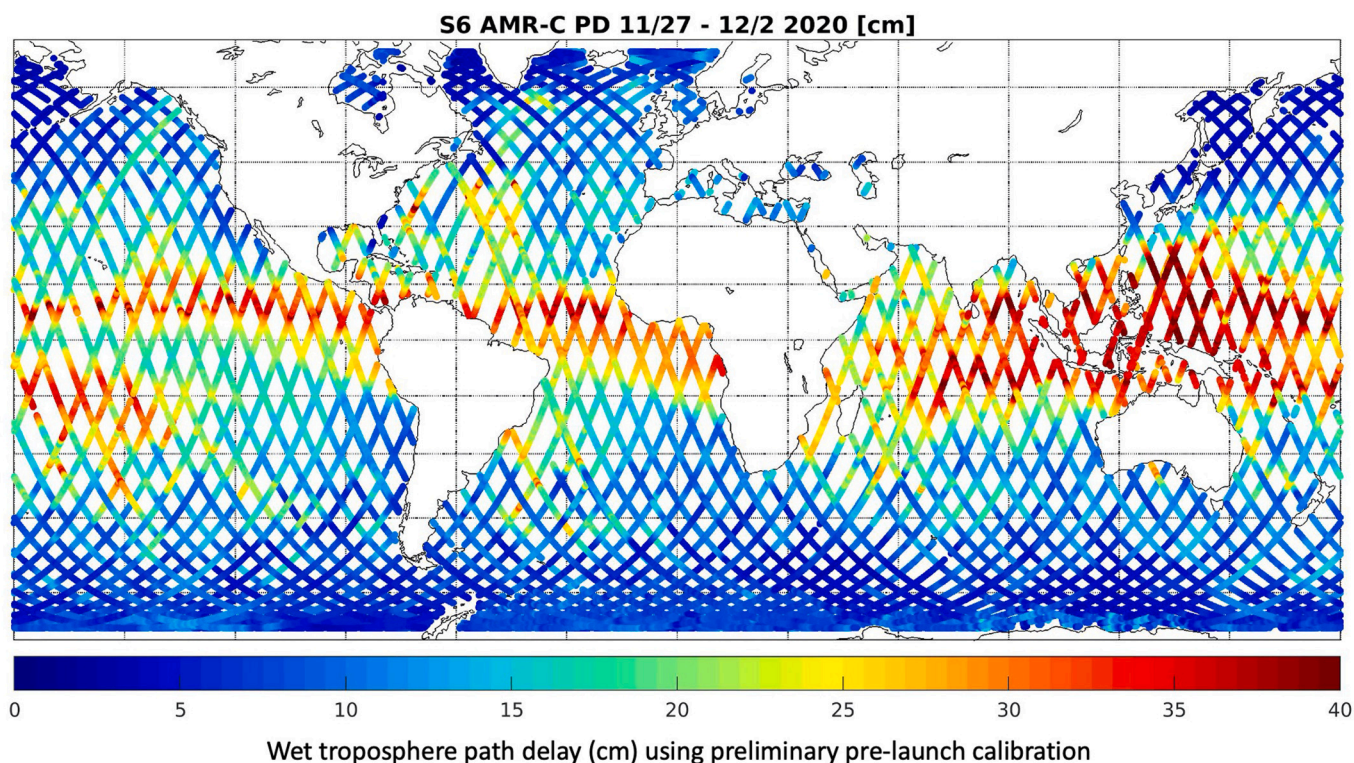 S6 AMR-C PD 11/27 - 12/2 2020 [cm]
0 5 10 15 20 25 30 35 40
Wet troposphere path delay (cm) using preliminary pre-launch calibration